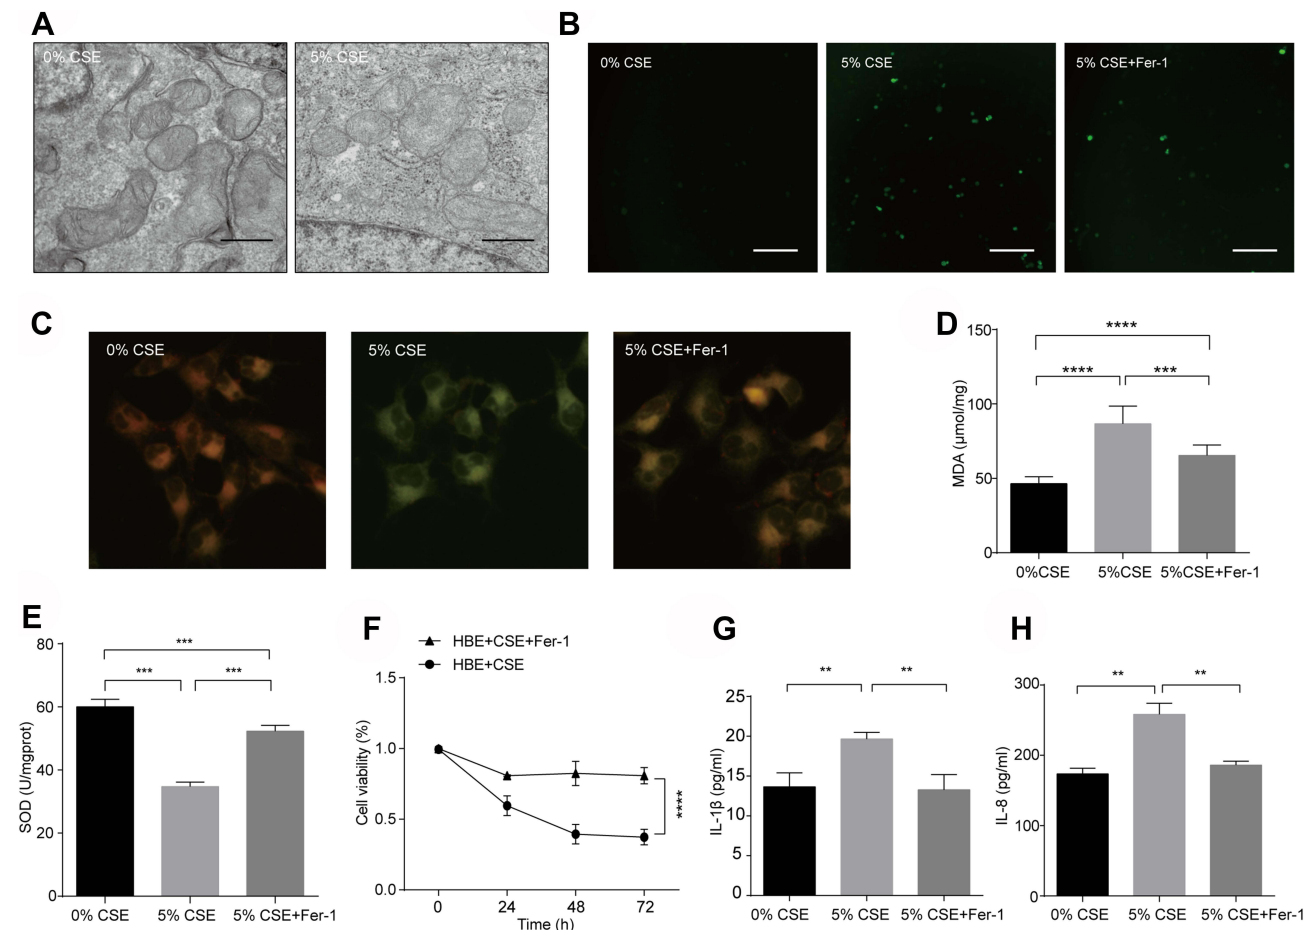 A
B
0% CSE
5% CSE
0% CSE
5% CSE
5% CSE+Fer-1
C
0% CSE
5% CSE
5% CSE+Fer-1
D
MDA (μmol/mg)
150
100
50
0
****
****
***
0%CSE
5%CSE
5%CSE+Fer-1
E
SOD (U/mgprot)
80
60
40
20
0
***
***
***
0% CSE
5% CSE
5% CSE+Fer-1
F
HBE+CSE+Fer-1
HBE+CSE
Cell viability (%)
1.5
1.0
0.5
0.0
****
0
24
48
72
Time (h)
G
IL-1β (pg/ml)
25
20
15
10
5
0
**
**
0% CSE
5% CSE
5% CSE+Fer-1
H
IL-8 (pg/ml)
300
200
100
0
**
**
0% CSE
5% CSE
5% CSE+Fer-1